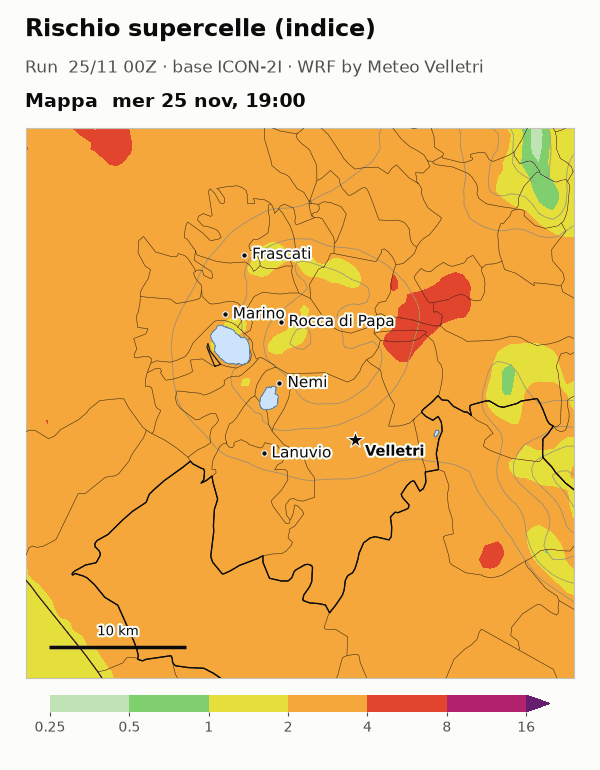 Rischio supercelle (indice)
Run  25/11 00Z · base ICON-2I · WRF by Meteo Velletri
Mappa  mer 25 nov, 19:00
Frascati
Marino
Rocca di Papa
Nemi
Velletri
Lanuvio
10 km
0.25 0.5 1 2 4 8 16